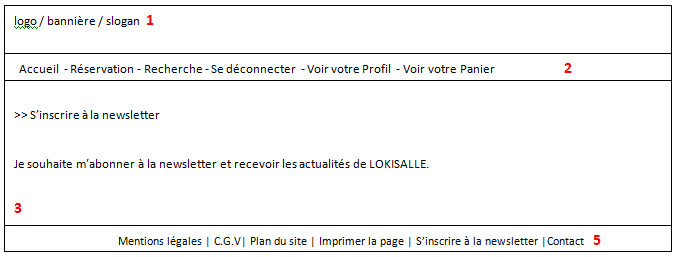 logo / bannière / slogan 1
Accueil - Réservation - Recherche - Se déconnecter - Voir votre Profil - Voir votre Panier 2
>> S'inscrire à la newsletter
Je souhaite m'abonner à la newsletter et recevoir les actualités de LOKISALLE.
3
Mentions légales | C.G.V| Plan du site | Imprimer la page | S'inscrire à la newsletter |Contact 5